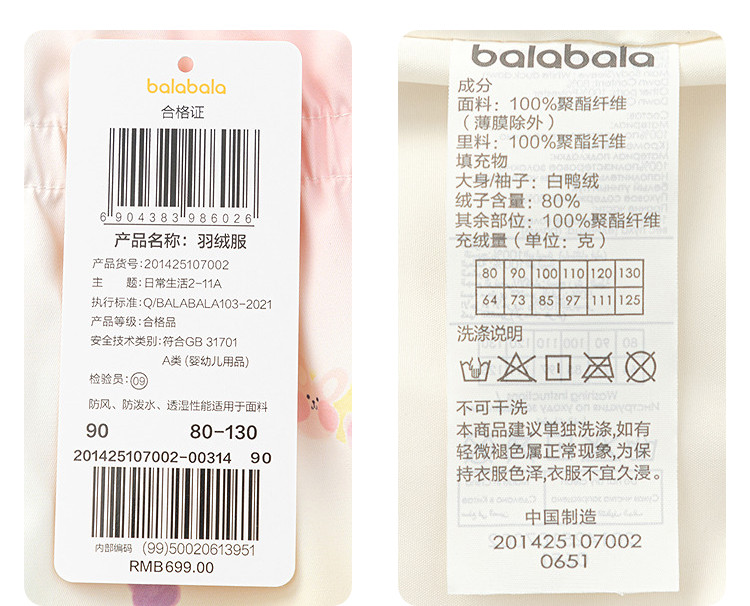 balabala
合格证
6 904383 986026
产品名称：羽绒服
产品货号：201425107002
主 题：日常生活2-11A
执行标准：Q/BALABALA103-2021
产品等级：合格品
安全技术类别：符合GB 31701
A类 (婴幼儿用品)
检验员：09
防风、防泼水、透湿性能适用于面料
90 80-130
201425107002-00314 90
内部编码 (99)50020613951
RMB699.00
balabala
成分
面料：100%聚酯纤维
（薄膜除外）
里料：100%聚酯纤维
填充物
大身/袖子：白鸭绒
绒子含量：80%
其余部位：100%聚酯纤维
充绒量（单位：克）
80 90 100 110 120 130
64 73 85 97 111 125
洗涤说明
不可干洗
本商品建议单独洗涤,如有
轻微褪色属正常现象,为保
持衣服色泽,衣服不宜久浸。
中国制造
201425107002
0651